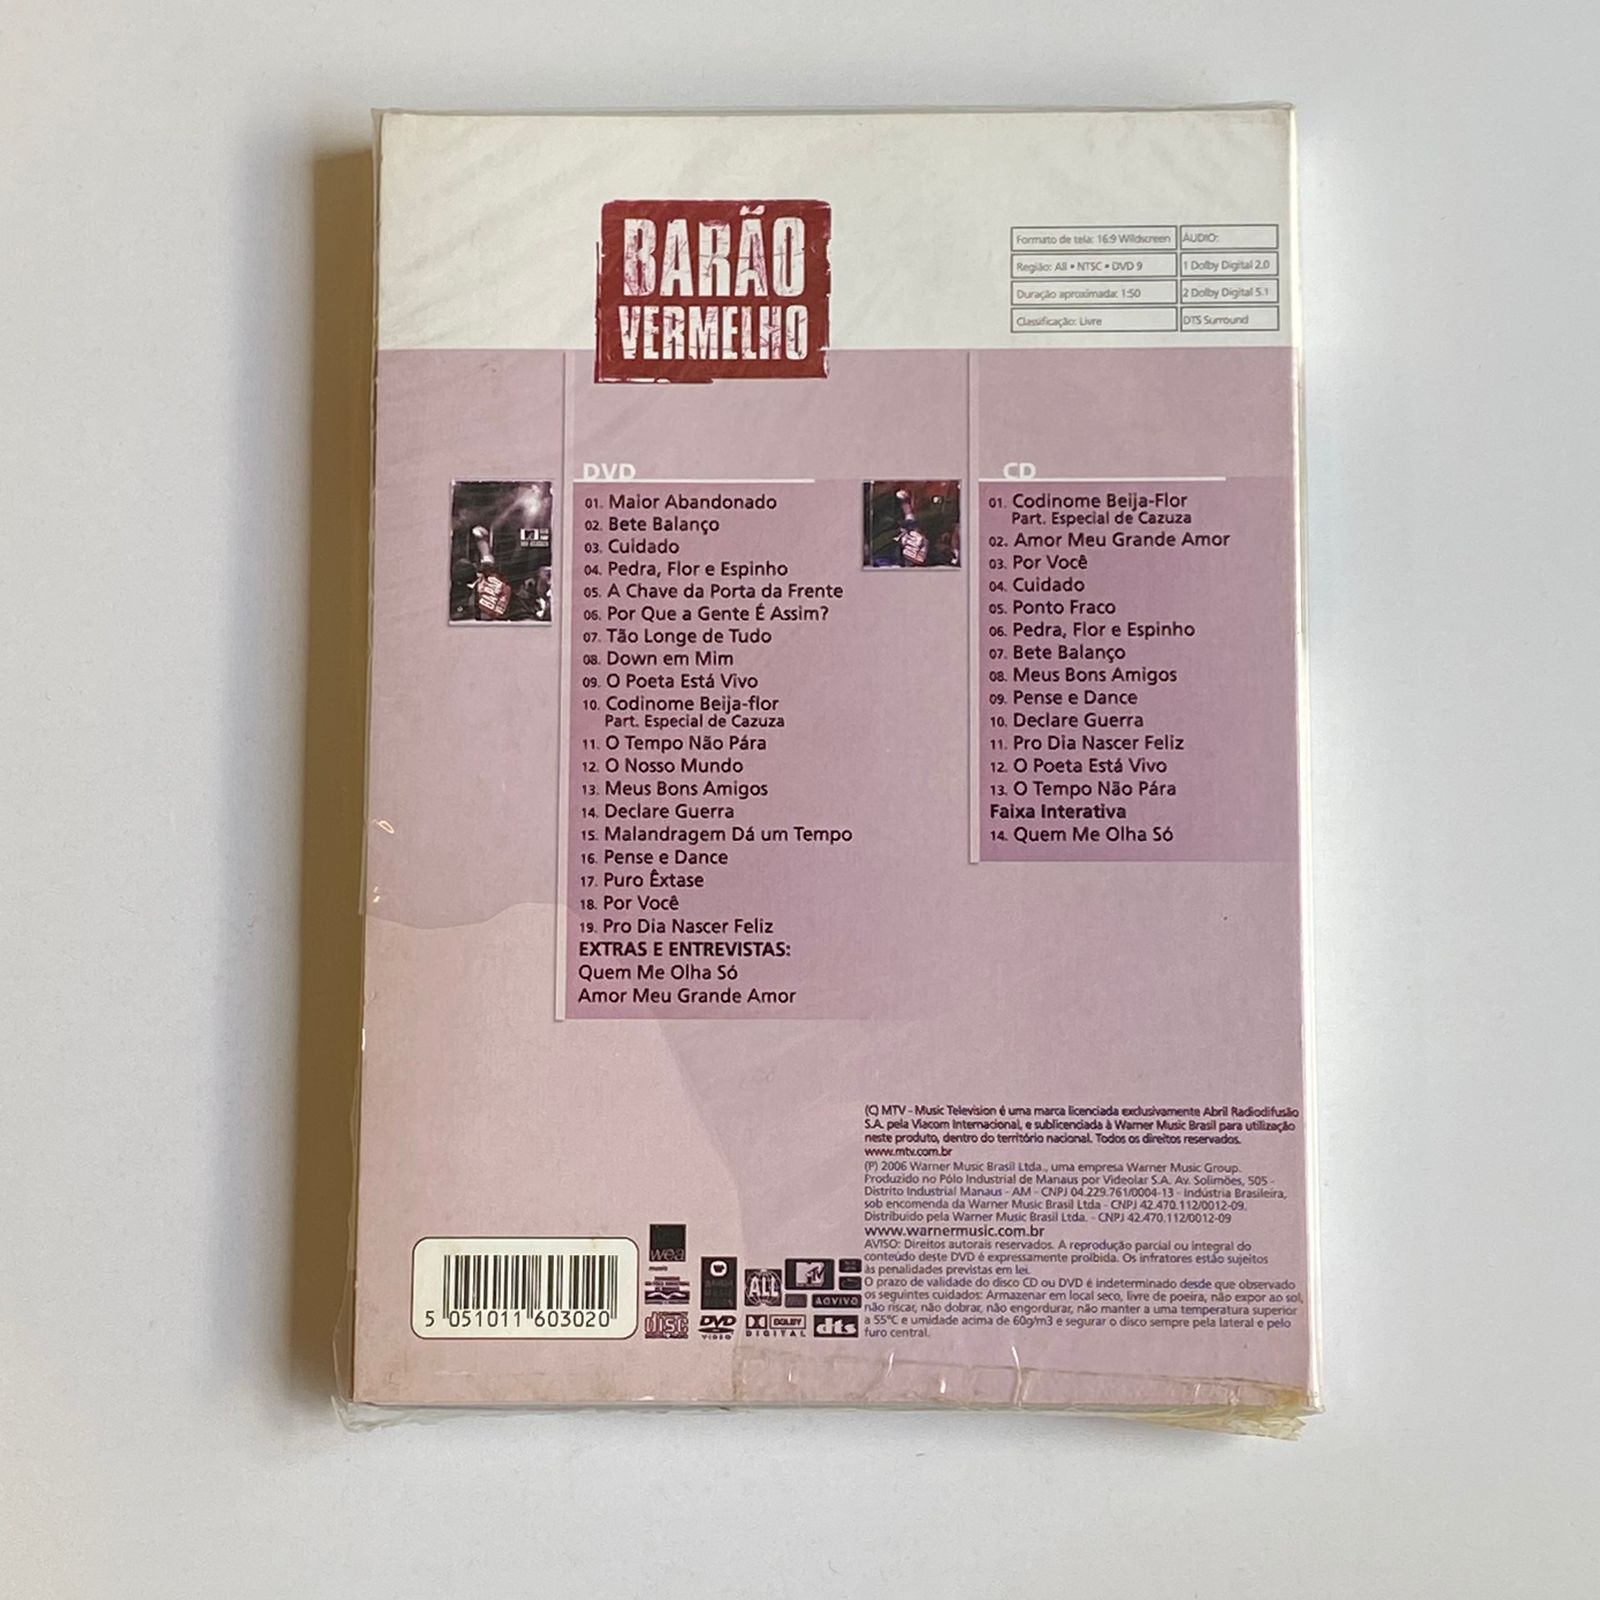 BARÃO
VERMELHO
Formato de tela: 16:9 Wildscreen
Região: All • NTSC • DVD 9
Duração aproximada: 1:50
Classificação: Livre
ÁUDIO:
1 Dolby Digital 2.0
2 Dolby Digital 5.1
DTS Surround
DVD
01. Maior Abandonado
02. Bete Balanço
03. Cuidado
04. Pedra, Flor e Espinho
05. A Chave da Porta da Frente
06. Por Que a Gente É Assim?
07. Tão Longe de Tudo
08. Down em Mim
09. O Poeta Está Vivo
10. Codinome Beija-flor
Part. Especial de Cazuza
11. O Tempo Não Pára
12. O Nosso Mundo
13. Meus Bons Amigos
14. Declare Guerra
15. Malandragem Dá um Tempo
16. Pense e Dance
17. Puro Êxtase
18. Por Você
19. Pro Dia Nascer Feliz
EXTRAS E ENTREVISTAS:
Quem Me Olha Só
Amor Meu Grande Amor
CD
01. Codinome Beija-Flor
Part. Especial de Cazuza
02. Amor Meu Grande Amor
03. Por Você
04. Cuidado
05. Ponto Fraco
06. Pedra, Flor e Espinho
07. Bete Balanço
08. Meus Bons Amigos
09. Pense e Dance
10. Declare Guerra
11. Pro Dia Nascer Feliz
12. O Poeta Está Vivo
13. O Tempo Não Pára
Faixa Interativa
14. Quem Me Olha Só
(C) MTV - Music Television é uma marca licenciada exclusivamente Abril Radiodifusão
S.A. pela Viacom Internacional, e sublicenciada à Warner Music Brasil para utilização
neste produto, dentro do território nacional. Todos os direitos reservados.
www.mtv.com.br
(P) 2006 Warner Music Brasil Ltda., uma empresa Warner Music Group.
Produzido no Pólo Industrial de Manaus por Videolar S.A. Av. Solimões, 505 -
Distrito Industrial Manaus - AM - CNPJ 04.229.761/0004-13 - Indústria Brasileira,
sob encomenda da Warner Music Brasil Ltda - CNPJ 42.470.112/0012-09.
Distribuido pela Warner Music Brasil Ltda. - CNPJ 42.470.112/0012-09
www.warnermusic.com.br
AVISO: Direitos autorais reservados. A reprodução parcial ou integral do
conteúdo deste DVD é expressamente proibida. Os infratores estão sujeitos
às penalidades previstas em lei.
O prazo de validade do disco CD ou DVD é indeterminado desde que observado
os seguintes cuidados: Armazenar em local seco, livre de poeira, não expor ao sol,
não riscar, não dobrar, não engordurar, não manter a uma temperatura superior
a 55°C e umidade acima de 60g/m3 e segurar o disco sempre pela lateral e pelo
furo central.
5 051011 603020
wea
music
ALL
MTV
AO VIVO
disc
DVD
VIDEO
DOLBY
DIGITAL
dts